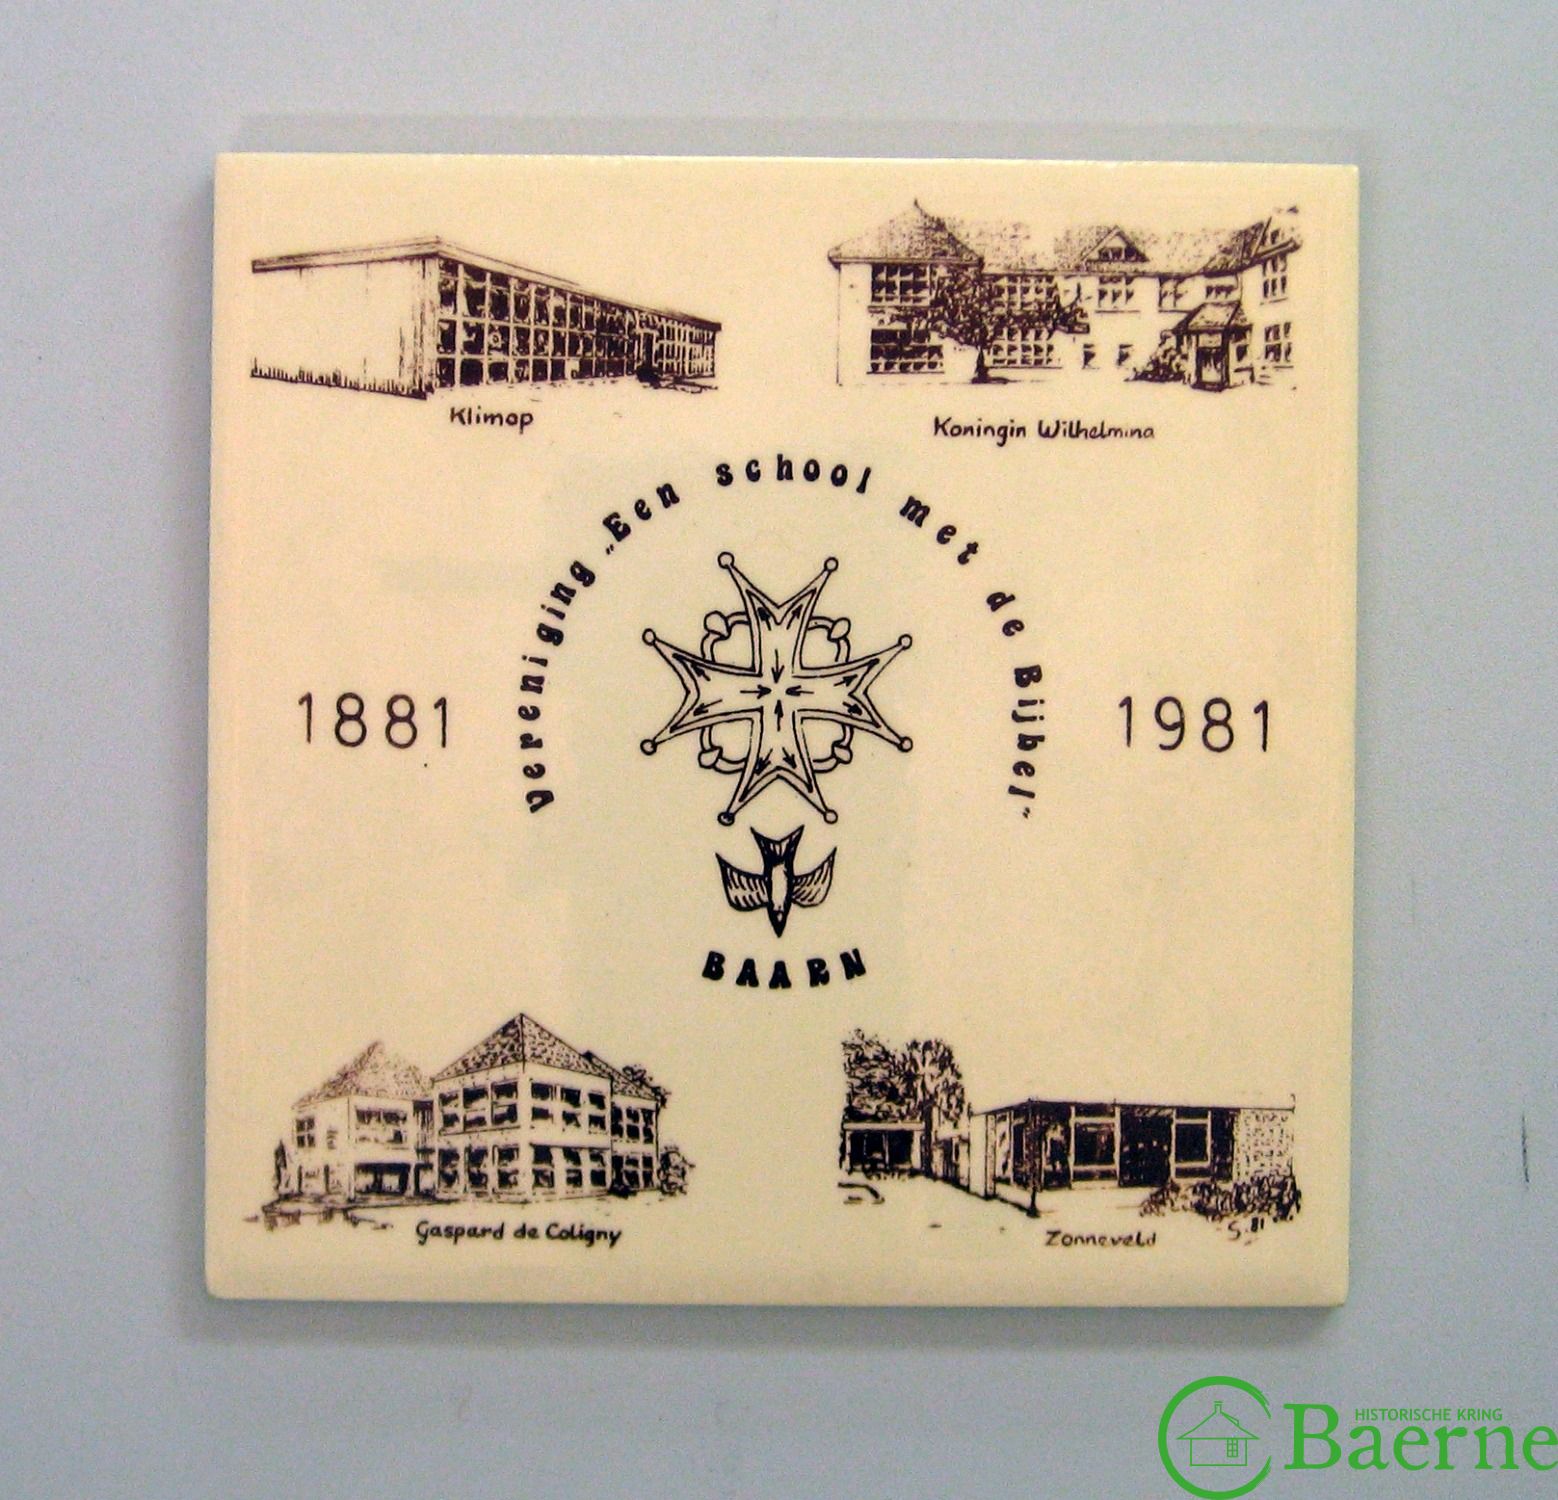 Klimop
Koningin Wilhelmina
Vereniging „Een school met de Bijbel”
1881
1981
BAARN
Gaspard de Coligny
Zonneveld
S. 81
HISTORISCHE KRING
Baerne